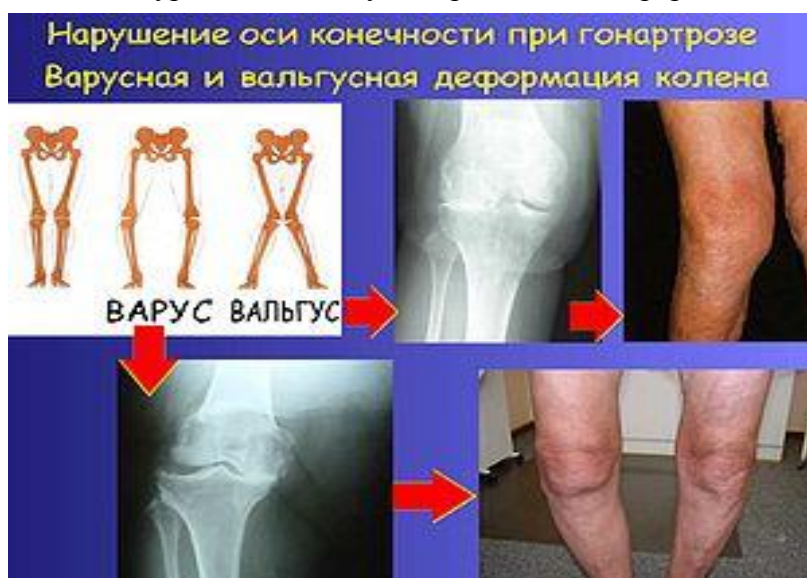 Нарушение оси конечности при гонартрозе
Варусная и вальгусная деформация колена
ВАРУС ВАЛЬГУС